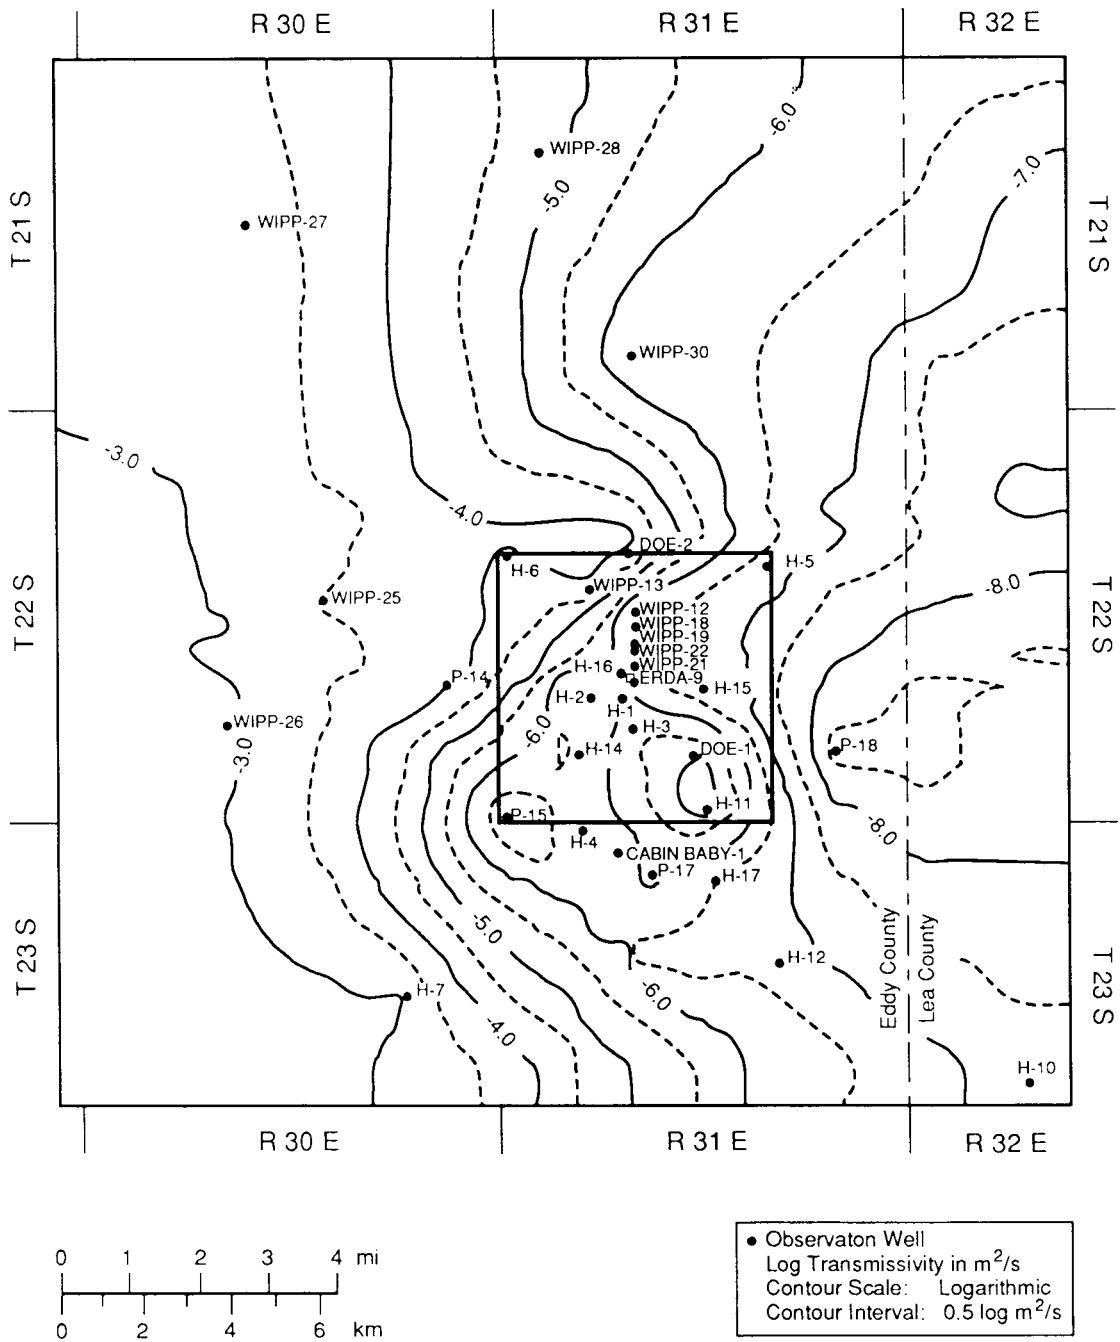 R 30 E
R 31 E
R 32 E
-6.0
WIPP-28
-7.0
-5.0
T 21 S
T 21 S
WIPP-27
WIPP-30
-3.0
-4.0
DOE-2
H-6
H-5
WIPP-13
-8.0
T 22 S
T 22 S
WIPP-25
WIPP-12
WIPP-18
WIPP-19
WIPP-22
WIPP-21
H-16
ERDA-9
P-14
H-15
H-2
H-1
WIPP-26
-6.0
H-3
-3.0
H-14
DOE-1
P-18
H-11
P-15
-8.0
H-4
CABIN BABY-1
P-17
H-17
-5.0
T 23 S
T 23 S
Eddy County
Lea County
H-12
H-7
-6.0
-4.0
H-10
R 30 E
R 31 E
R 32 E
0 1 2 3 4 mi
0 2 4 6 km
Observaton Well
Log Transmissivity in m²/s
Contour Scale: Logarithmic
Contour Interval: 0.5 log m²/s